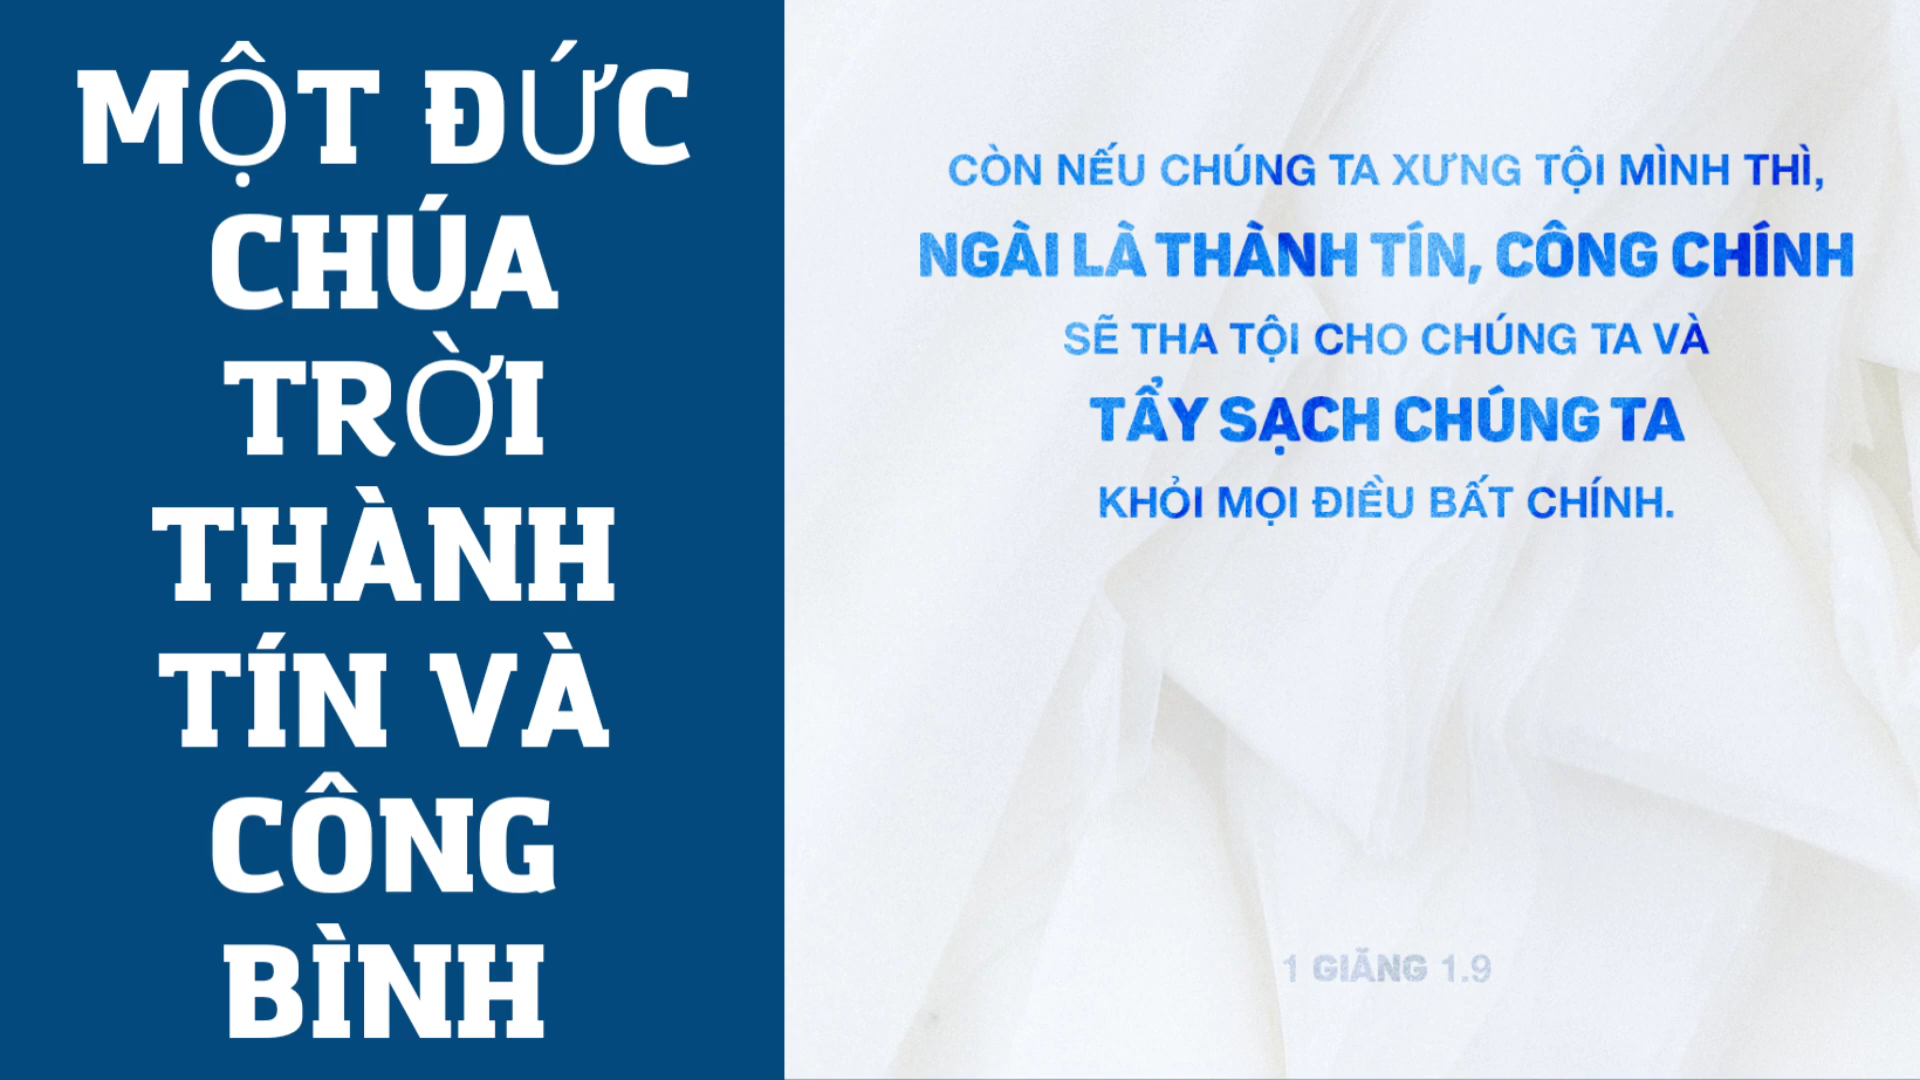 MỘT ĐỨC
CHÚA
TRỜI
THÀNH
TÍN VÀ
CÔNG
BÌNH
CÒN NẾU CHÚNG TA XƯNG TỘI MÌNH THÌ,
NGÀI LÀ THÀNH TÍN, CÔNG CHÍNH
SẼ THA TỘI CHO CHÚNG TA VÀ
TẨY SẠCH CHÚNG TA
KHỎI MỌI ĐIỀU BẤT CHÍNH.
1 GIĂNG 1.9